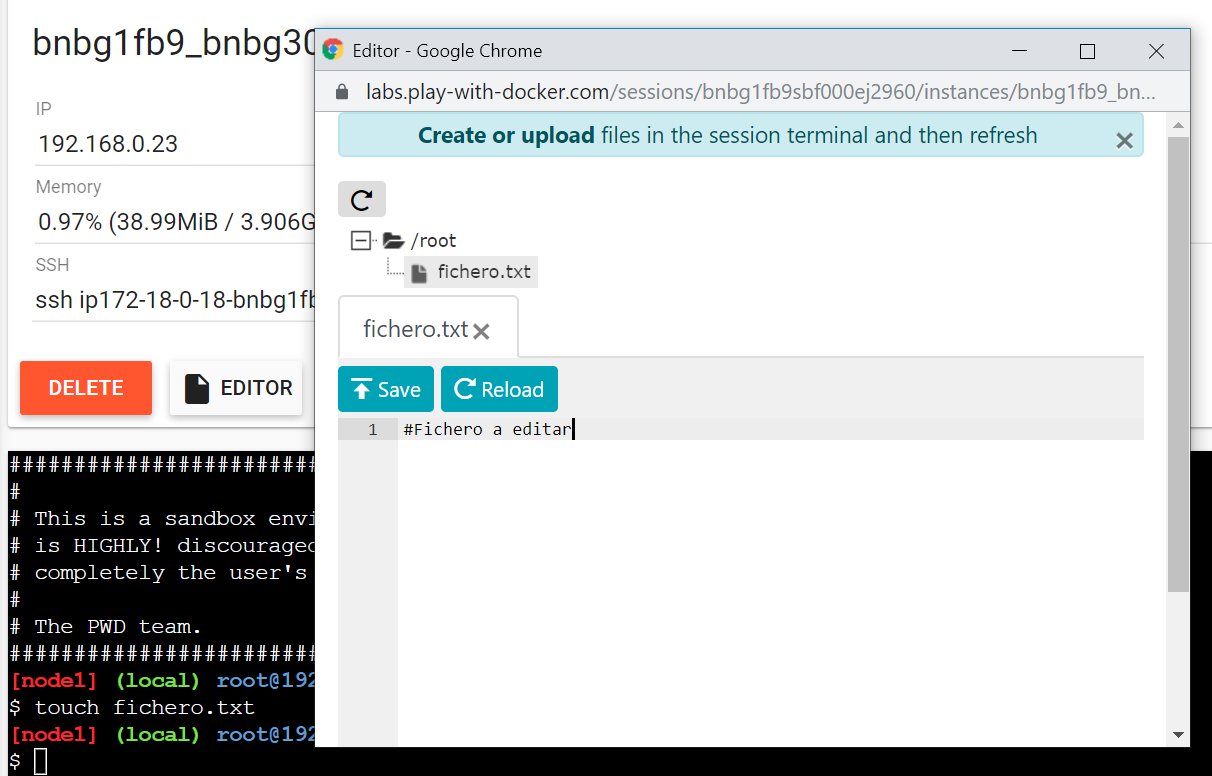 bnbg1fb9_bnbg30
IP
192.168.0.23
Memory
0.97% (38.99MiB / 3.906G
SSH
ssh ip172-18-0-18-bnbg1fb
DELETE
EDITOR
Editor - Google Chrome
labs.play-with-docker.com/sessions/bnbg1fb9sbf000ej2960/instances/bnbg1fb9_bn...
Create or upload files in the session terminal and then refresh
/root
fichero.txt
fichero.txt
Save
Reload
1 #Fichero a editar
########################
#
# This is a sandbox envi
# is HIGHLY! discouraged
# completely the user's
#
# The PWD team.
########################
[node1] (local) root@192
$ touch fichero.txt
[node1] (local) root@192
$